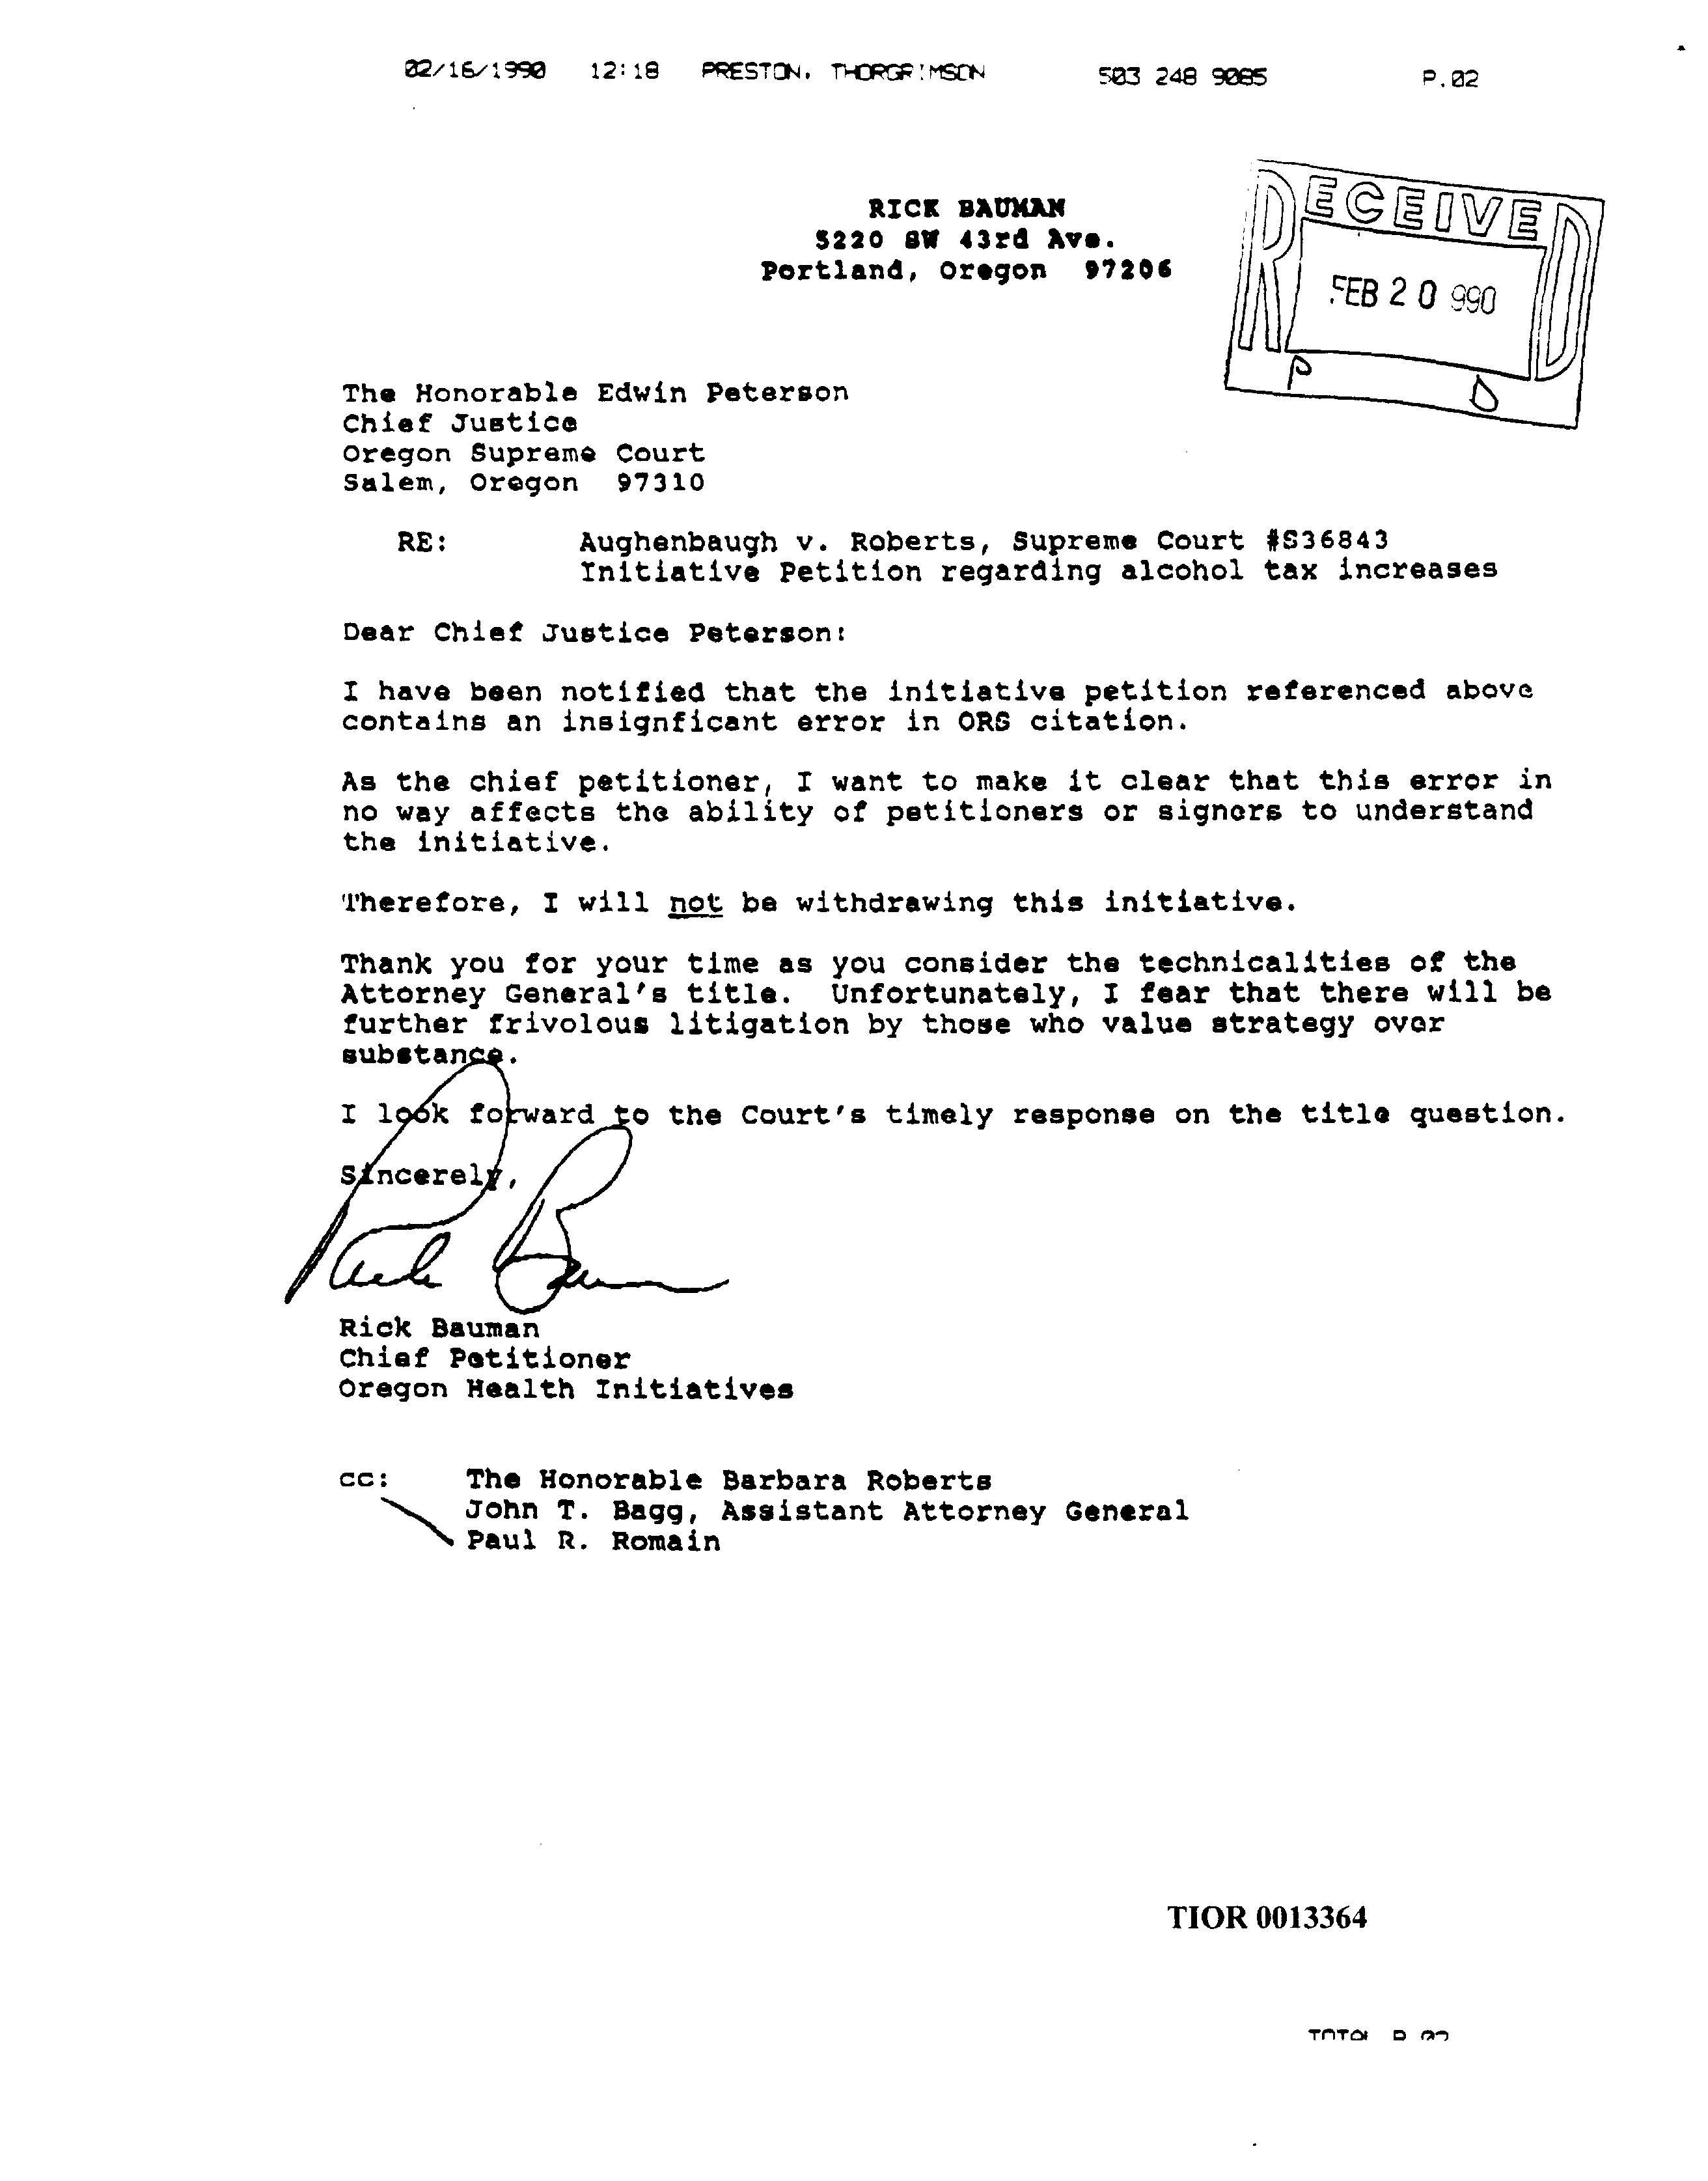 02/16/1990 12:18 PRESTON, THORGRIMSON 503 248 9085 P.02
RECEIVED
FEB 20 990
P D
RICK BAUMAN
5220 SW 43rd Ave.
Portland, Oregon 97206
The Honorable Edwin Peterson
Chief Justice
Oregon Supreme Court
Salem, Oregon 97310
RE: Aughenbaugh v. Roberts, Supreme Court #S36843
Initiative Petition regarding alcohol tax increases
Dear Chief Justice Peterson:
I have been notified that the initiative petition referenced above
contains an insignficant error in ORS citation.
As the chief petitioner, I want to make it clear that this error in
no way affects the ability of petitioners or signers to understand
the initiative.
Therefore, I will not be withdrawing this initiative.
Thank you for your time as you consider the technicalities of the
Attorney General's title. Unfortunately, I fear that there will be
further frivolous litigation by those who value strategy over
substance.
I look forward to the Court's timely response on the title question.
Sincerely,
Rick Bauman
Chief Petitioner
Oregon Health Initiatives
cc: The Honorable Barbara Roberts
John T. Bagg, Assistant Attorney General
Paul R. Romain
TIOR 0013364
TOTAL P.02